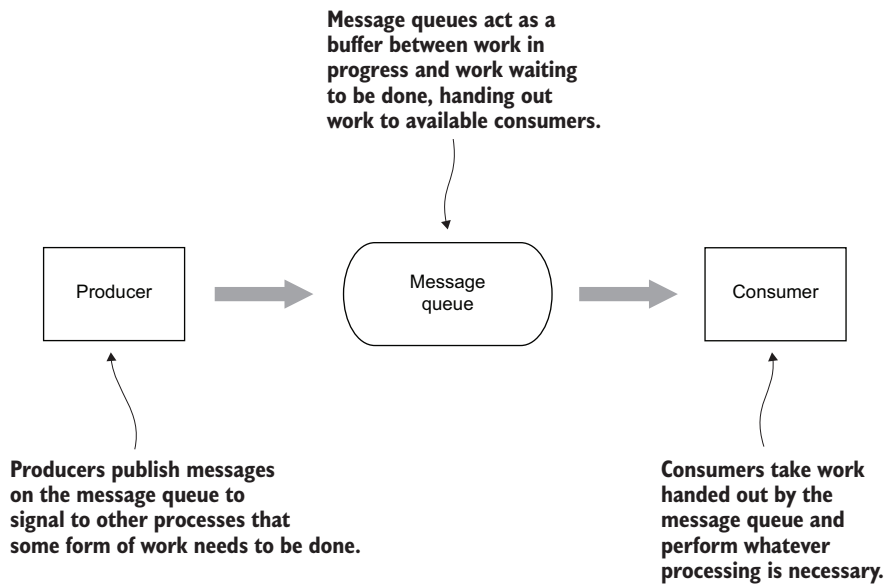 Message queues act as a
buffer between work in
progress and work waiting
to be done, handing out
work to available consumers.
Producer
Message
queue
Consumer
Producers publish messages
on the message queue to
signal to other processes that
some form of work needs to be done.
Consumers take work
handed out by the
message queue and
perform whatever
processing is necessary.